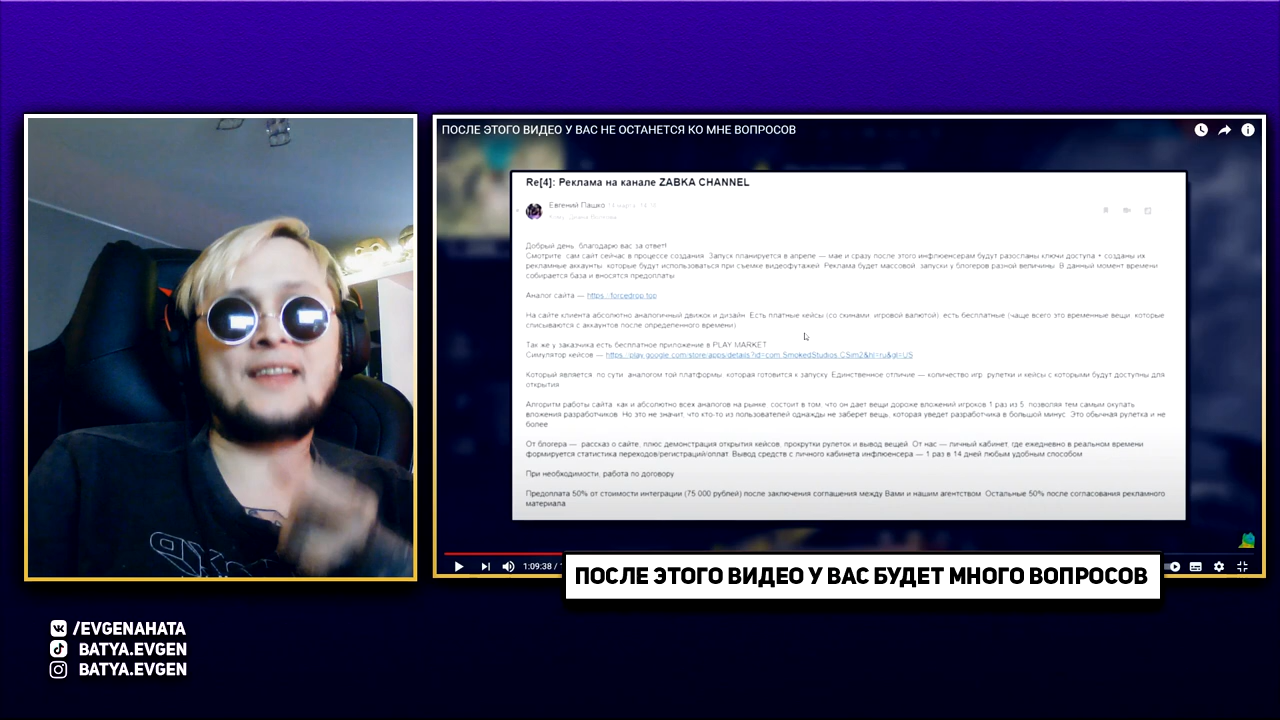 ПОСЛЕ ЭТОГО ВИДЕО У ВАС НЕ ОСТАНЕТСЯ КО МНЕ ВОПРОСОВ
Re[4]: Реклама на канале ZABKA CHANNEL
Евгений Пашко
Добрый день благодарю вас за ответ!
Смотрите сам сайт сейчас в процессе создания. Запуск планируется в апреле — мае и сразу после этого инфлюенсерам будут разосланы ключи доступа + созданы их
рекламные аккаунты, которые будут использоваться при съемке видеофутажей. Реклама будет массовой запуски у блогеров разной величины. В данный момент времени
собирается база и вносятся предоплаты
Аналог сайта — https://forcedrop.top
На сайте клиента абсолютно аналогичный движок и дизайн. Есть платные кейсы (со скинами, игровой валютой), есть бесплатные (чаще всего это временные вещи, которые
списываются с аккаунтов после определенного времени)
Так же у заказчика есть бесплатное приложение в PLAY MARKET
Симулятор кейсов — https://play.google.com/store/apps/details?id=com.SmokedStudios.CSim2&hl=ru&gl=US
Который является, по сути, аналогом той платформы, которая готовится к запуску. Единственное отличие — количество игр, рулетки и кейсы с которыми будут доступны для
открытия
Алгоритм работы сайта, как и абсолютно всех аналогов на рынке, состоит в том, что он дает вещи дороже вложений игроков 1 раз из 5, позволяя тем самым окупать
вложения разработчиков. Но это не значит, что кто-то из пользователей однажды не заберет вещь, которая уведет разработчика в большой минус. Это обычная рулетка и не
более
От блогера — рассказ о сайте, плюс демонстрация открытия кейсов, прокрутки рулеток и вывод вещей. От нас — личный кабинет, где ежедневно в реальном времени
формируется статистика переходов/регистраций/оплат. Вывод средств с личного кабинета инфлюенсера — 1 раз в 14 дней любым удобным способом
При необходимости, работа по договору
Предоплата 50% от стоимости интеграции (75 000 рублей) после заключения соглашения между Вами и нашим агентством. Остальные 50% после согласования рекламного
материала
1:09:38 /
ПОСЛЕ ЭТОГО ВИДЕО У ВАС БУДЕТ МНОГО ВОПРОСОВ
/EVGENAHATA
BATYA.EVGEN
BATYA.EVGEN